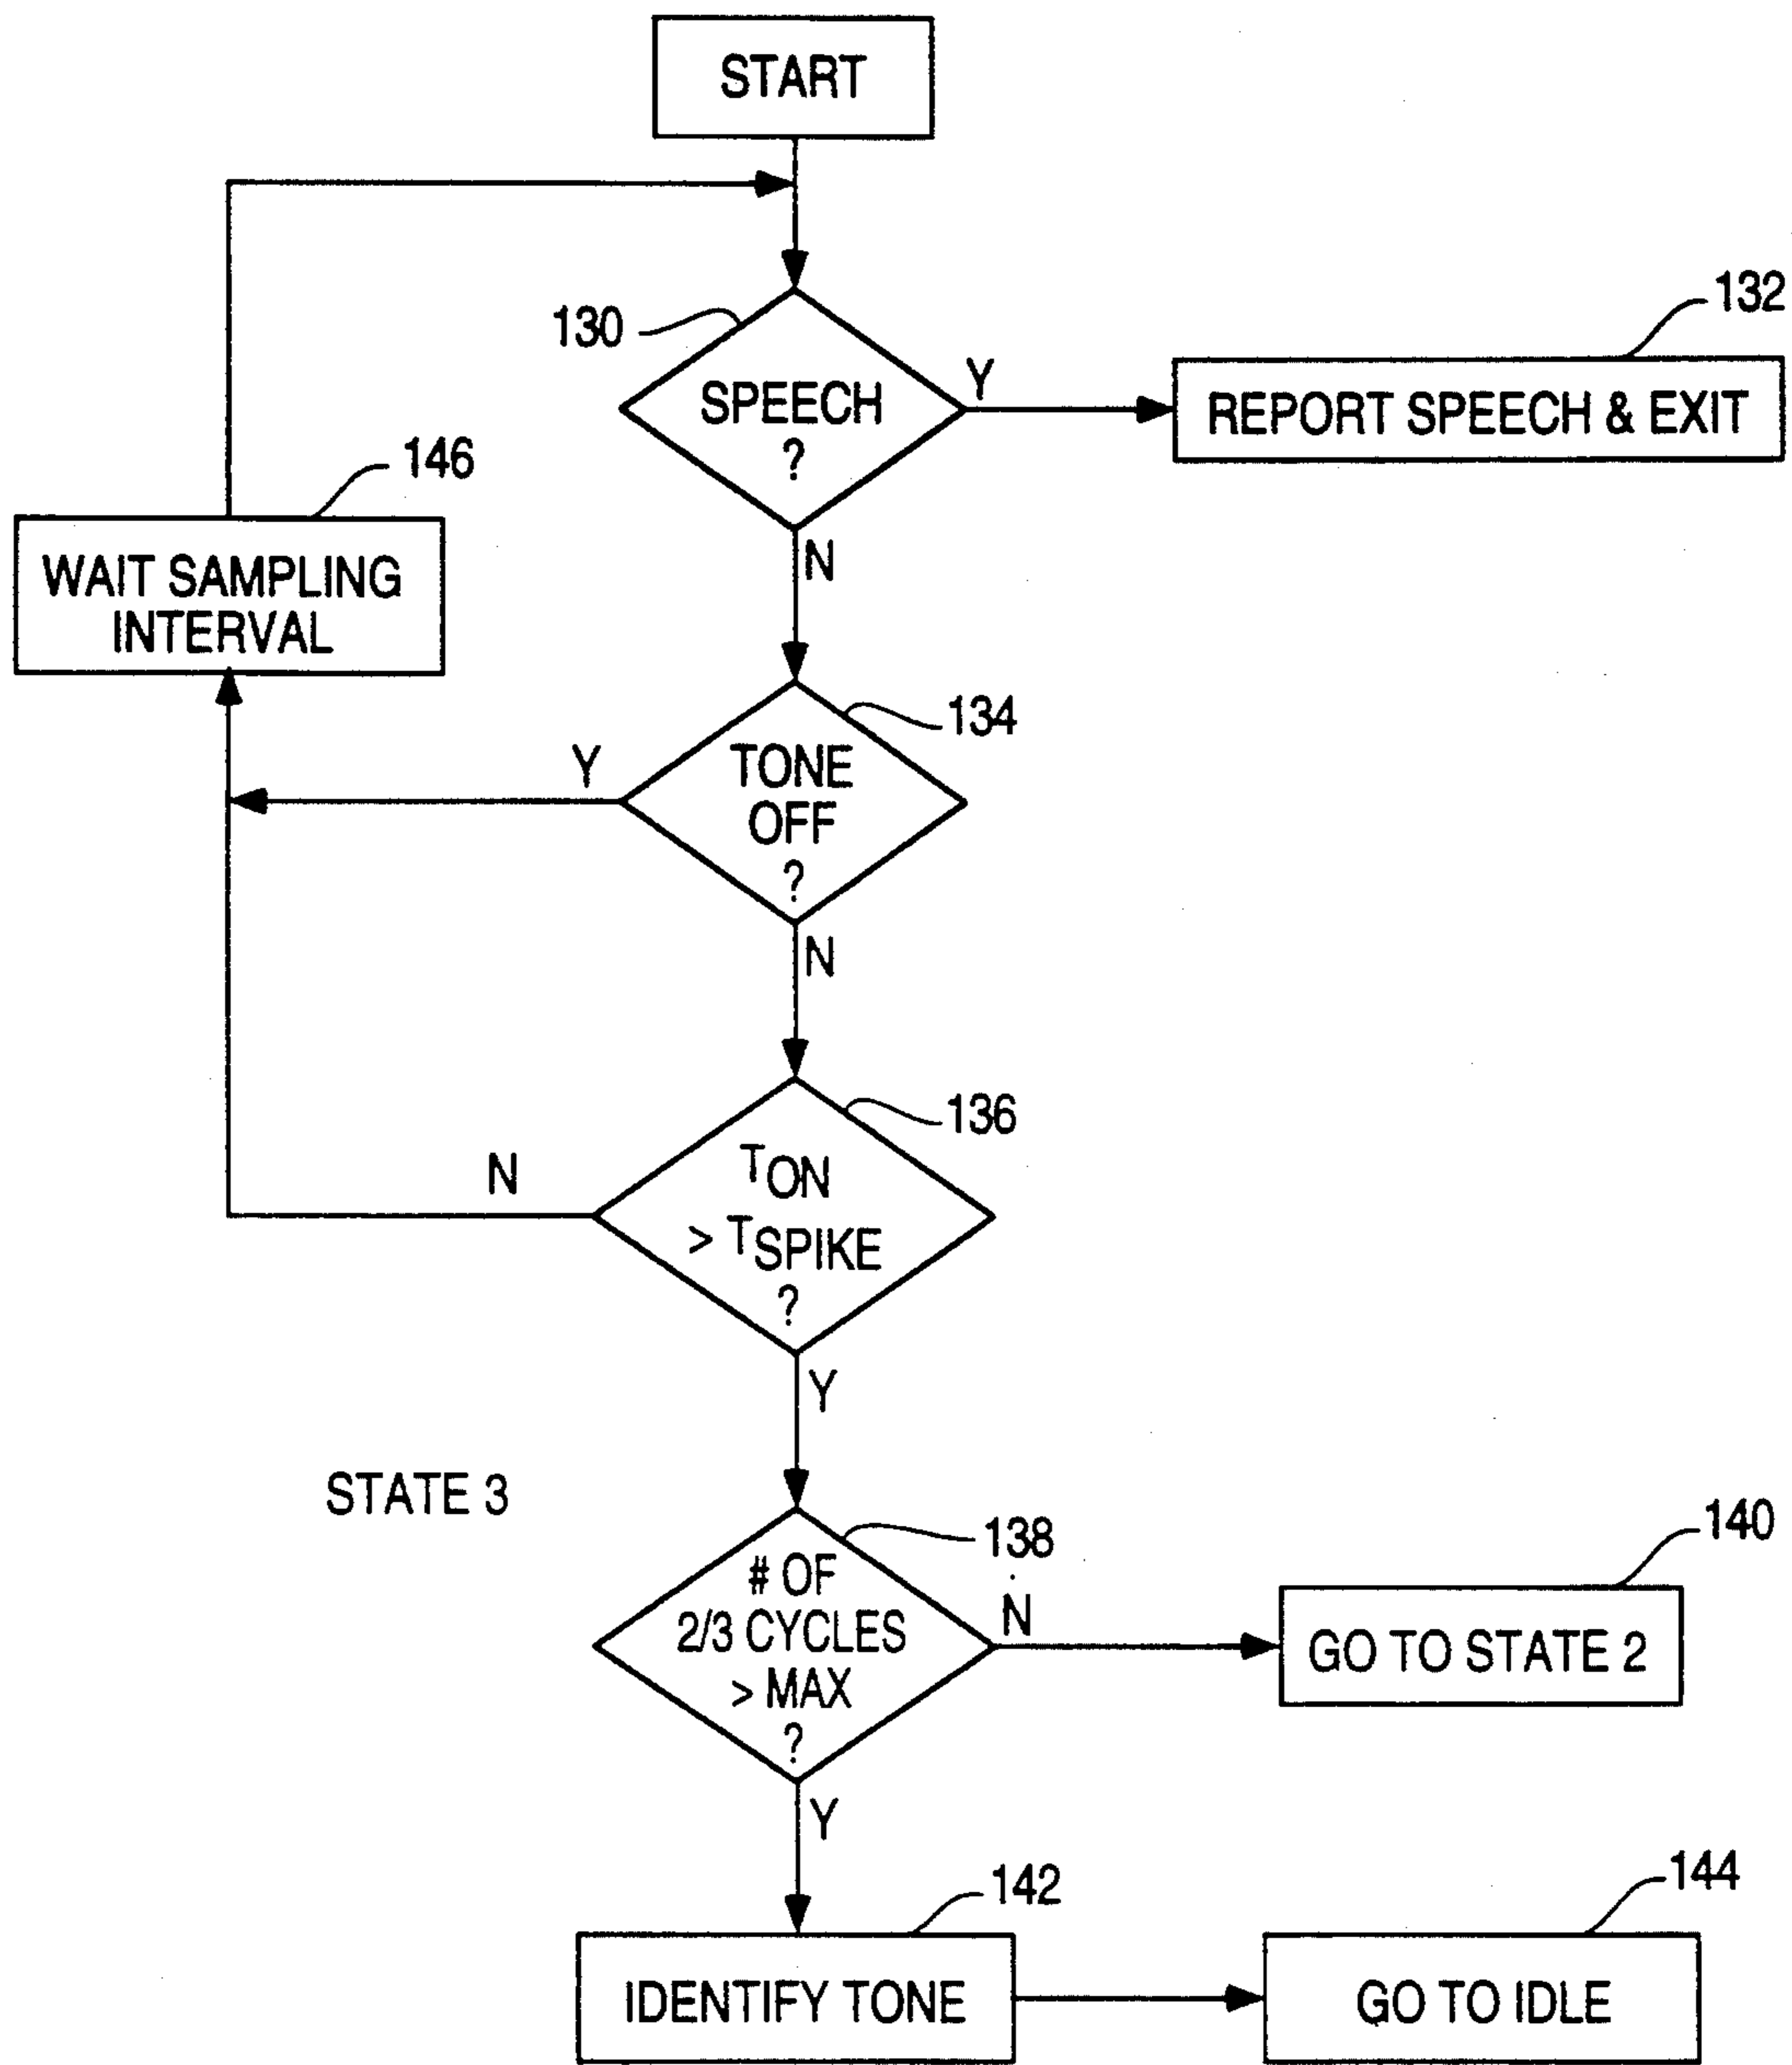 START
130
132
SPEECH
?
Y
REPORT SPEECH & EXIT
146
N
WAIT SAMPLING
INTERVAL
134
Y
TONE
OFF
?
N
136
N
TON
> TSPIKE
?
Y
STATE 3
138
140
# OF
2/3 CYCLES
> MAX
?
N
GO TO STATE 2
Y
142
144
IDENTIFY TONE
GO TO IDLE